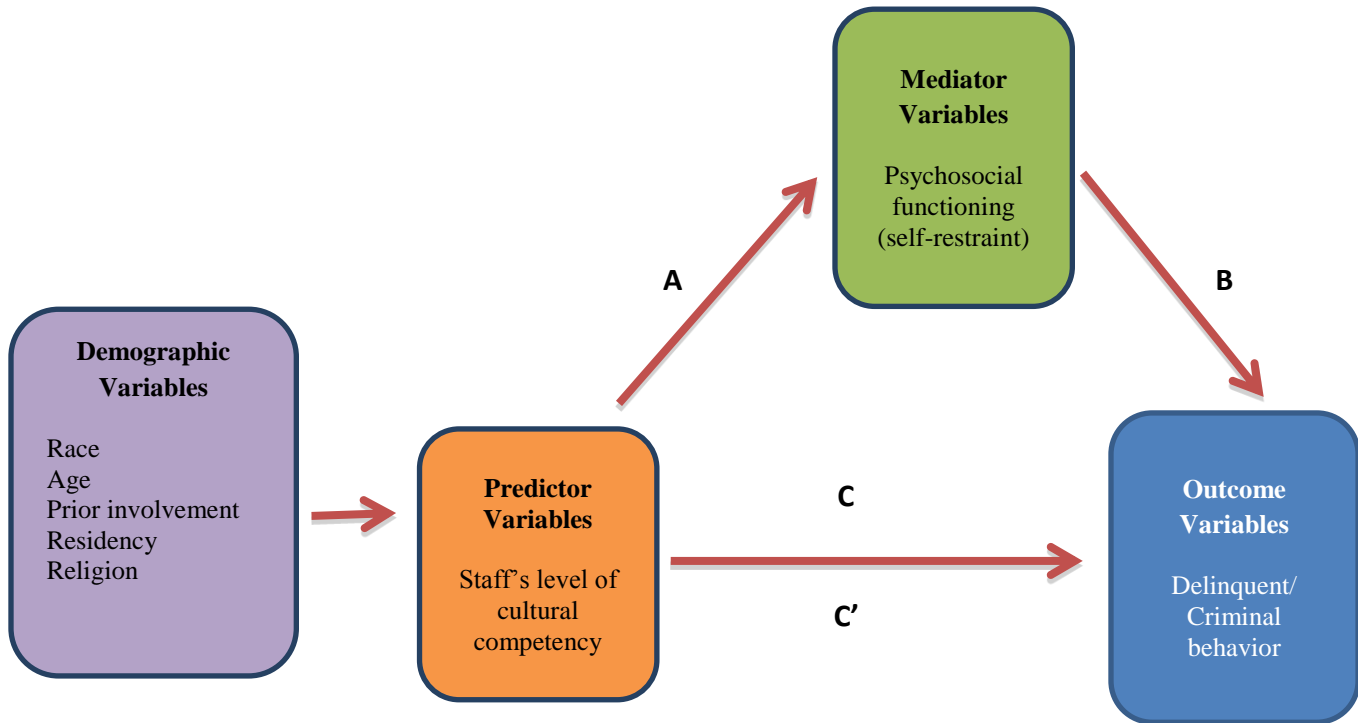 Demographic
Variables
Race
Age
Prior involvement
Residency
Religion
Predictor
Variables
Staff’s level of
cultural
competency
A
Mediator
Variables
Psychosocial
functioning
(self-restraint)
B
C
C’
Outcome
Variables
Delinquent/
Criminal
behavior